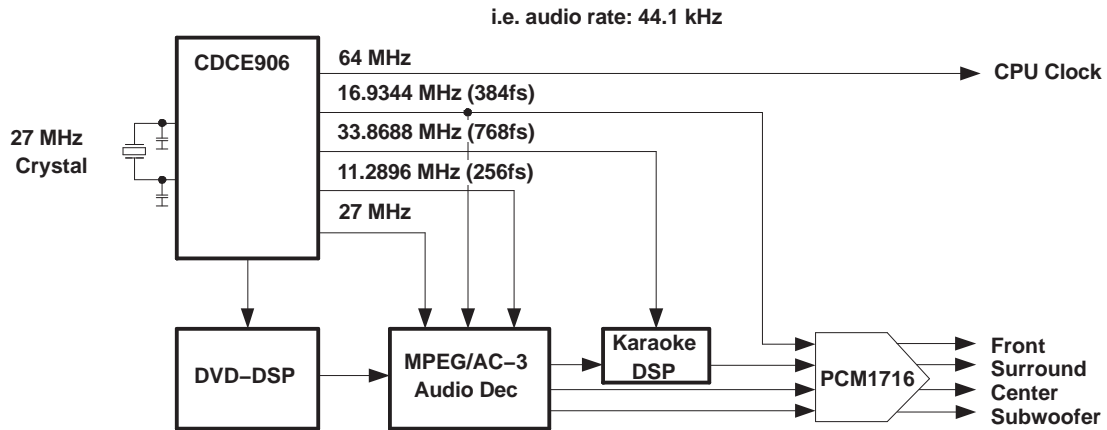 i.e. audio rate: 44.1 kHz
CDCE906
64 MHz
CPU Clock
16.9344 MHz (384fs)
27 MHz
Crystal
33.8688 MHz (768fs)
11.2896 MHz (256fs)
27 MHz
DVD−DSP
MPEG/AC−3
Audio Dec
Karaoke
DSP
PCM1716
Front
Surround
Center
Subwoofer